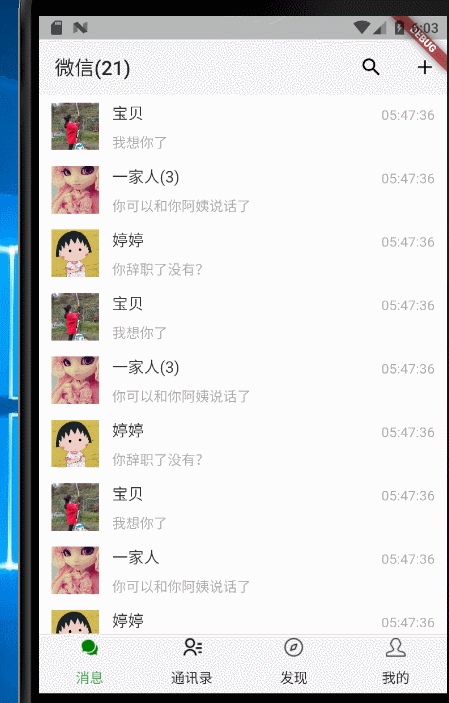 6:03
DEBUG
微信(21)
宝贝 05:47:36
我想你了
一家人(3) 05:47:36
你可以和你阿姨说话了
婷婷 05:47:36
你辞职了没有?
宝贝 05:47:36
我想你了
一家人(3) 05:47:36
你可以和你阿姨说话了
婷婷 05:47:36
你辞职了没有?
宝贝 05:47:36
我想你了
一家人 05:47:36
你可以和你阿姨说话了
婷婷 05:47:36
消息 通讯录 发现 我的